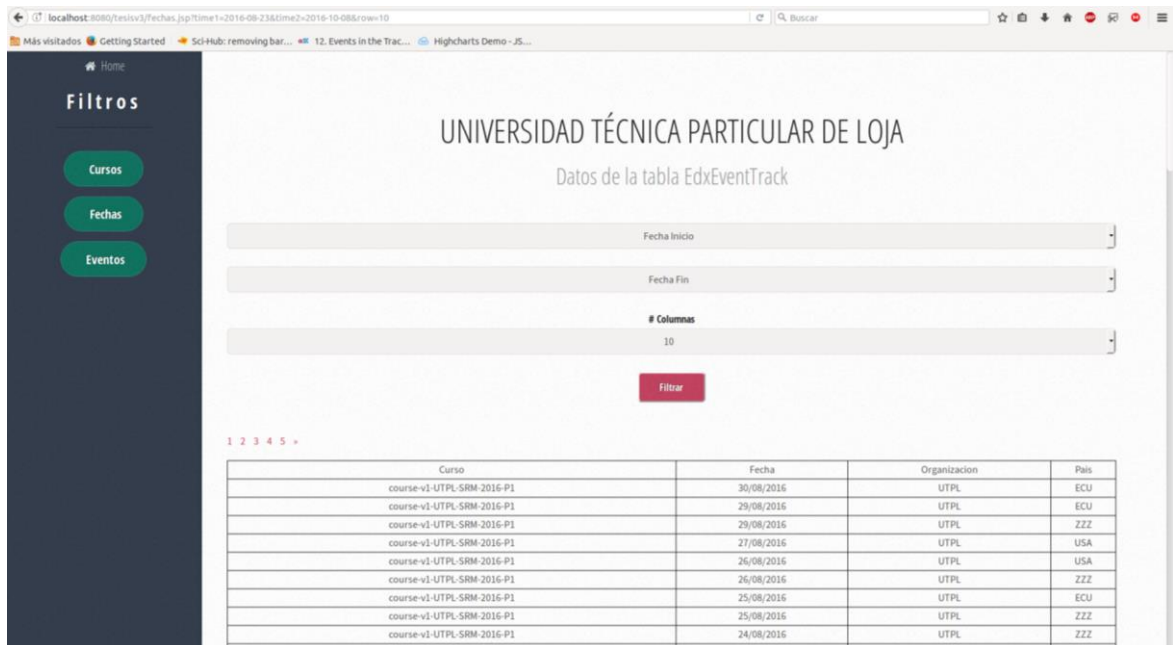 localhost:8080/tesisv3/fechas.jsp?time1=2016-08-23&time2=2016-10-08&row=10
Buscar
Más visitados Getting Started Sci-Hub: removing bar... 12. Events in the Trac... Highcharts Demo - JS...
Home
Filtros
Cursos
Fechas
Eventos
UNIVERSIDAD TÉCNICA PARTICULAR DE LOJA
Datos de la tabla EdxEventTrack
Fecha Inicio
Fecha Fin
# Columnas
10
Filtrar
1 2 3 4 5 »
Curso Fecha Organizacion Pais
course-v1-UTPL-SRM-2016-P1 30/08/2016 UTPL ECU
course-v1-UTPL-SRM-2016-P1 29/08/2016 UTPL ECU
course-v1-UTPL-SRM-2016-P1 29/08/2016 UTPL ZZZ
course-v1-UTPL-SRM-2016-P1 27/08/2016 UTPL USA
course-v1-UTPL-SRM-2016-P1 26/08/2016 UTPL USA
course-v1-UTPL-SRM-2016-P1 26/08/2016 UTPL ZZZ
course-v1-UTPL-SRM-2016-P1 25/08/2016 UTPL ECU
course-v1-UTPL-SRM-2016-P1 25/08/2016 UTPL ZZZ
course-v1-UTPL-SRM-2016-P1 24/08/2016 UTPL ZZZ